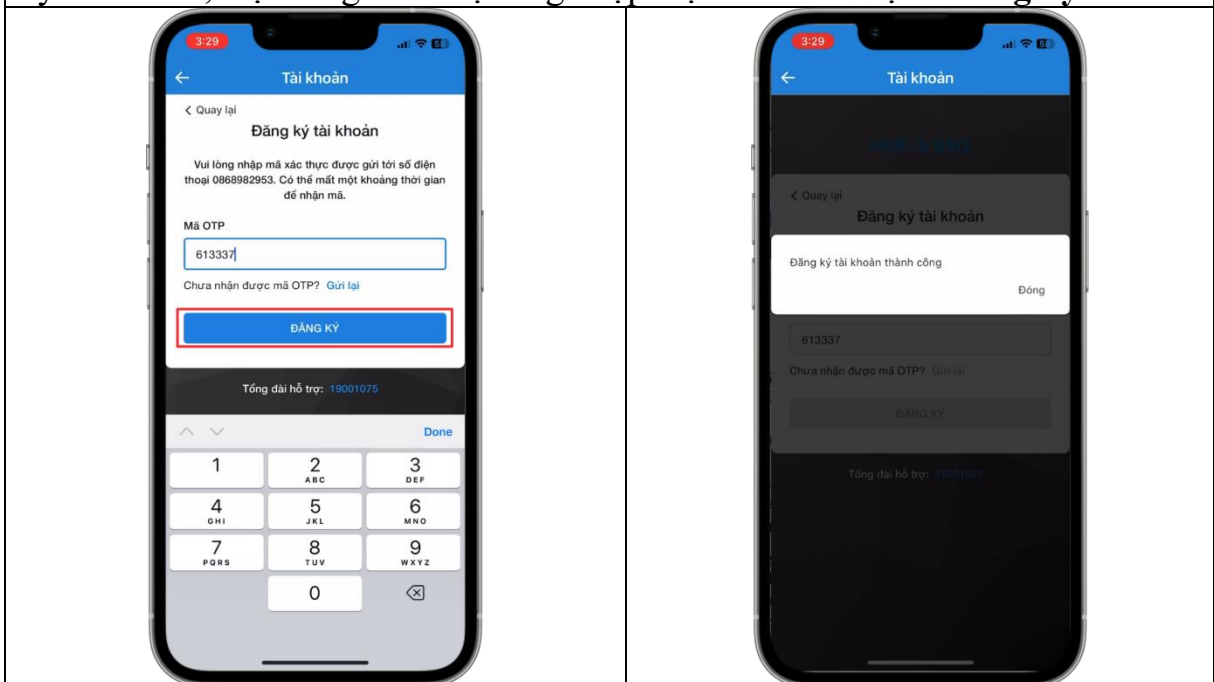 3:29
Tài khoản
Quay lại
Đăng ký tài khoản
Vui lòng nhập mã xác thực được gửi tới số điện
thoại 0868982953. Có thể mất một khoảng thời gian
để nhận mã.
Mã OTP
613337
Chưa nhận được mã OTP? Gửi lại
ĐĂNG KÝ
Tổng đài hỗ trợ: 19001075
Done
1
2 ABC
3 DEF
4 GHI
5 JKL
6 MNO
7 PQRS
8 TUV
9 WXYZ
0
3:29
Tài khoản
Quay lại
Đăng ký tài khoản
Đăng ký tài khoản thành công
Đóng
613337
Chưa nhận được mã OTP? Gửi lại
ĐĂNG KÝ
Tổng đài hỗ trợ: 19001075